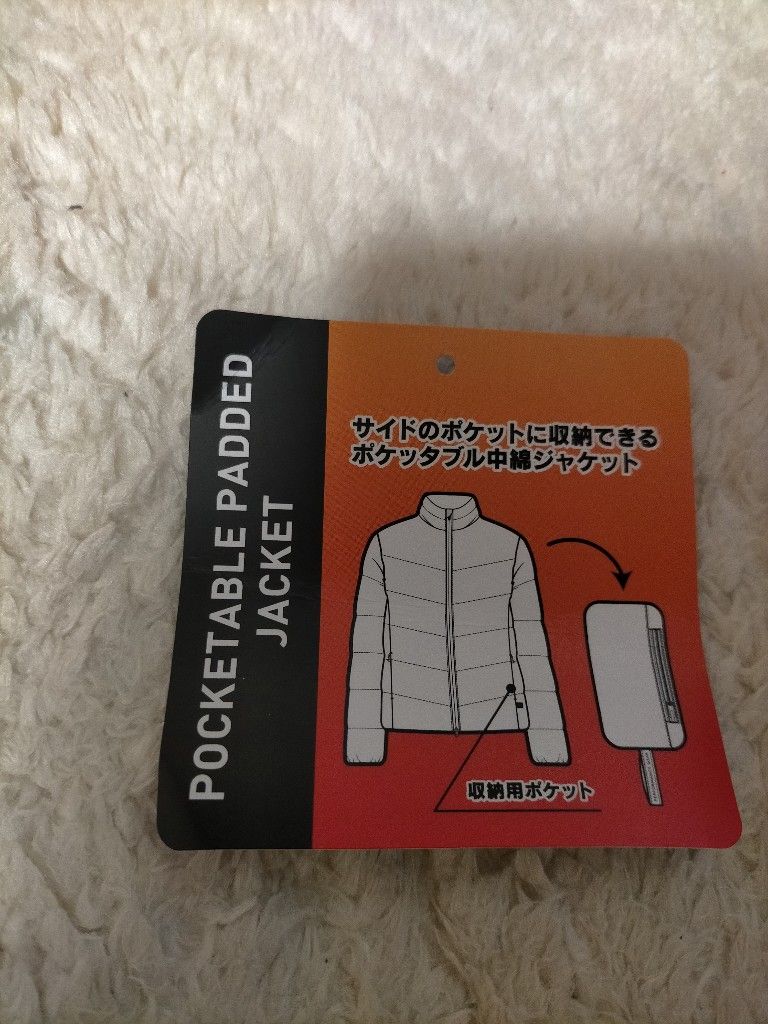 POCKETABLE PADDED
JACKET
サイドのポケットに収納できる
ポケッタブル中綿ジャケット
収納用ポケット